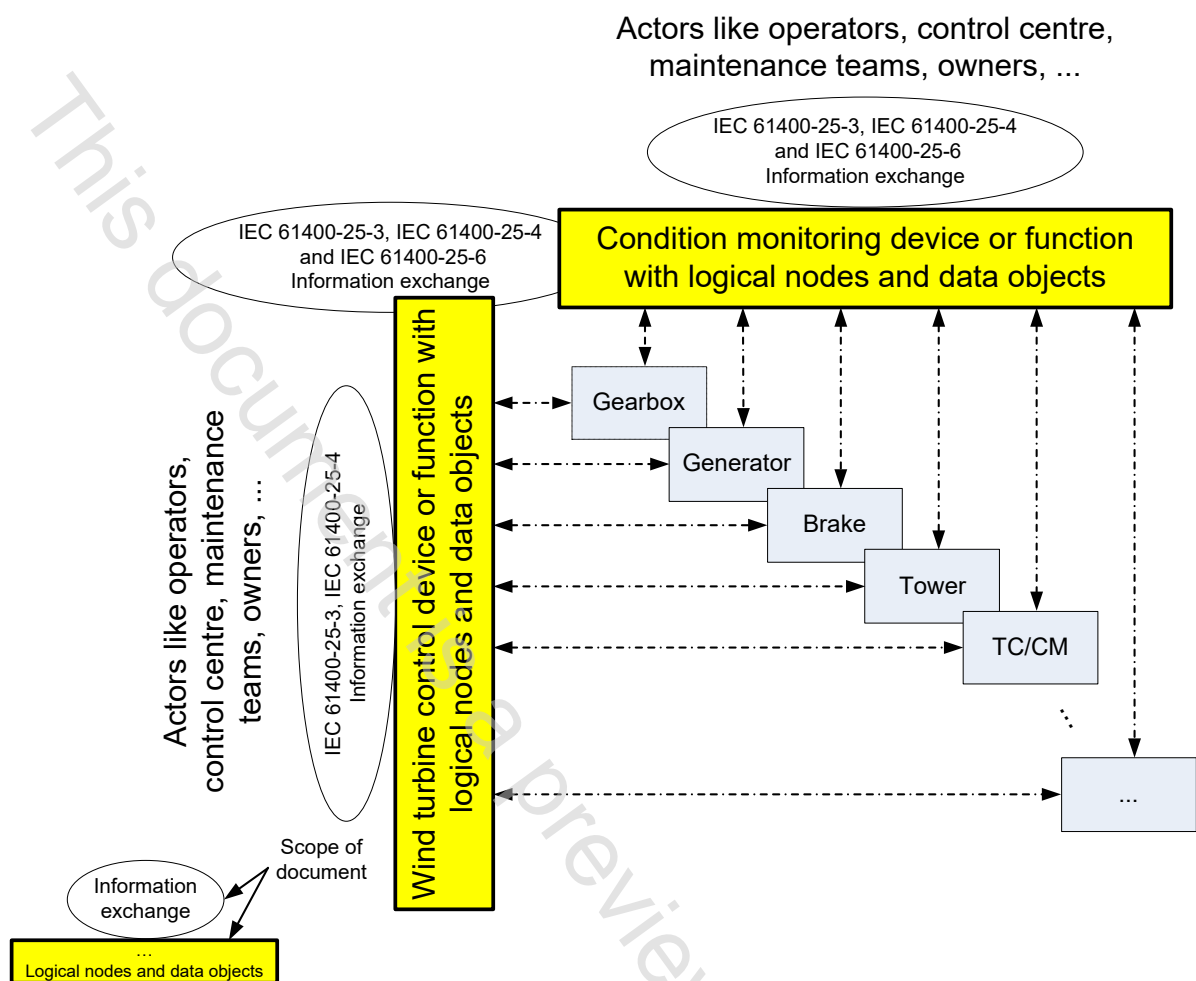 Actors like operators, control centre,
maintenance teams, owners, ...
IEC 61400-25-3, IEC 61400-25-4
and IEC 61400-25-6
Information exchange
IEC 61400-25-3, IEC 61400-25-4
and IEC 61400-25-6
Information exchange
Condition monitoring device or function
with logical nodes and data objects
Actors like operators,
control centre, maintenance
teams, owners, ...
IEC 61400-25-3, IEC 61400-25-4
Information exchange
Wind turbine control device or function with
logical nodes and data objects
Gearbox
Generator
Brake
Tower
TC/CM
...
...
Scope of
document
Information
exchange
...
Logical nodes and data objects
This document is a preview